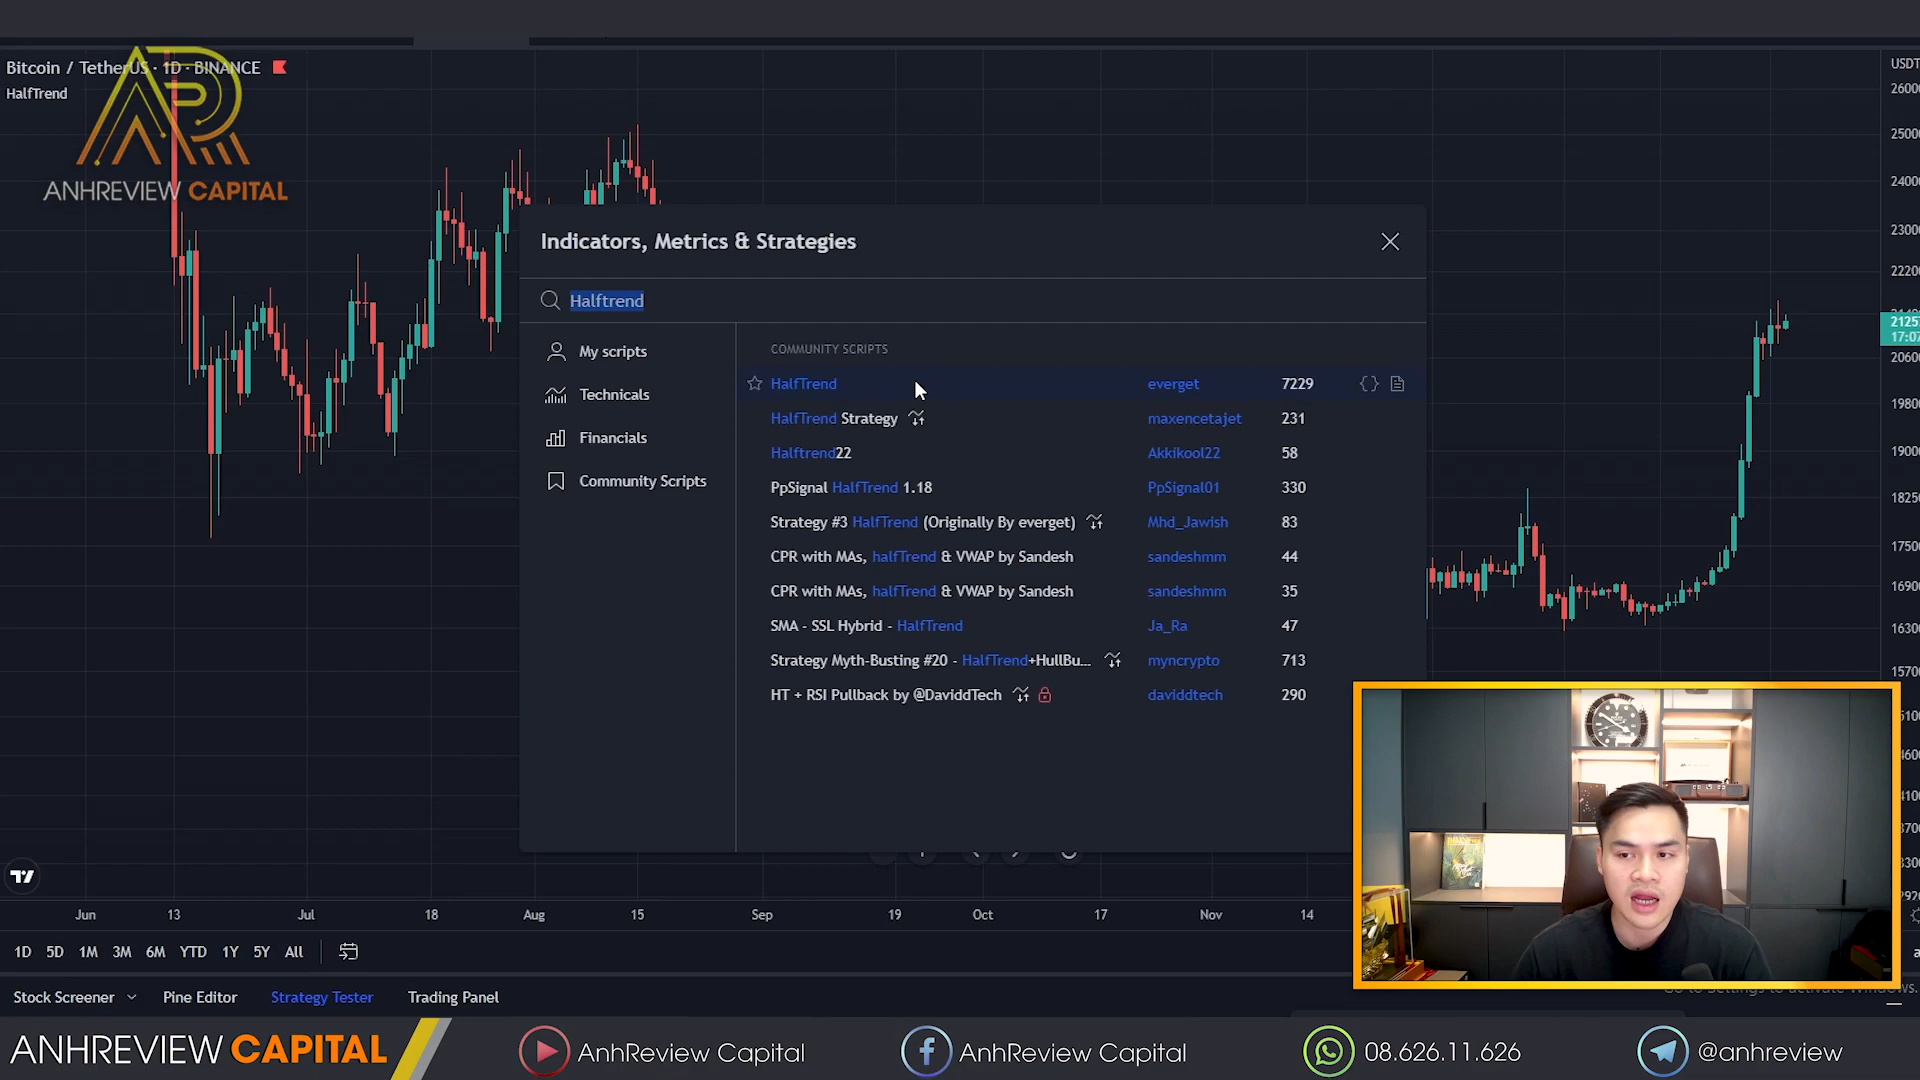 Bitcoin / TetherUS · 1D · BINANCE
HalfTrend
ANHREVIEW CAPITAL
USDT
Indicators, Metrics & Strategies
Halftrend
My scripts
Technicals
Financials
Community Scripts
COMMUNITY SCRIPTS
HalfTrend everget 7229
HalfTrend Strategy maxencetajet 231
Halftrend22 Akkikool22 58
PpSignal HalfTrend 1.18 PpSignal01 330
Strategy #3 HalfTrend (Originally By everget) Mhd_Jawish 83
CPR with MAs, halfTrend & VWAP by Sandesh sandeshmm 44
CPR with MAs, halfTrend & VWAP by Sandesh sandeshmm 35
SMA - SSL Hybrid - HalfTrend Ja_Ra 47
Strategy Myth-Busting #20 - HalfTrend+HullBu... myncrypto 713
HT + RSI Pullback by @DaviddTech daviddtech 290
2600
2500
2400
2300
2220
2125
17:07
2060
1980
1900
1825
1750
1690
1630
1570
Jun 13 Jul 18 Aug 15 Sep 19 Oct 17 Nov 14
1D 5D 1M 3M 6M YTD 1Y 5Y All
Stock Screener Pine Editor Strategy Tester Trading Panel
ANHREVIEW CAPITAL
AnhReview Capital
AnhReview Capital
08.626.11.626
@anhreview